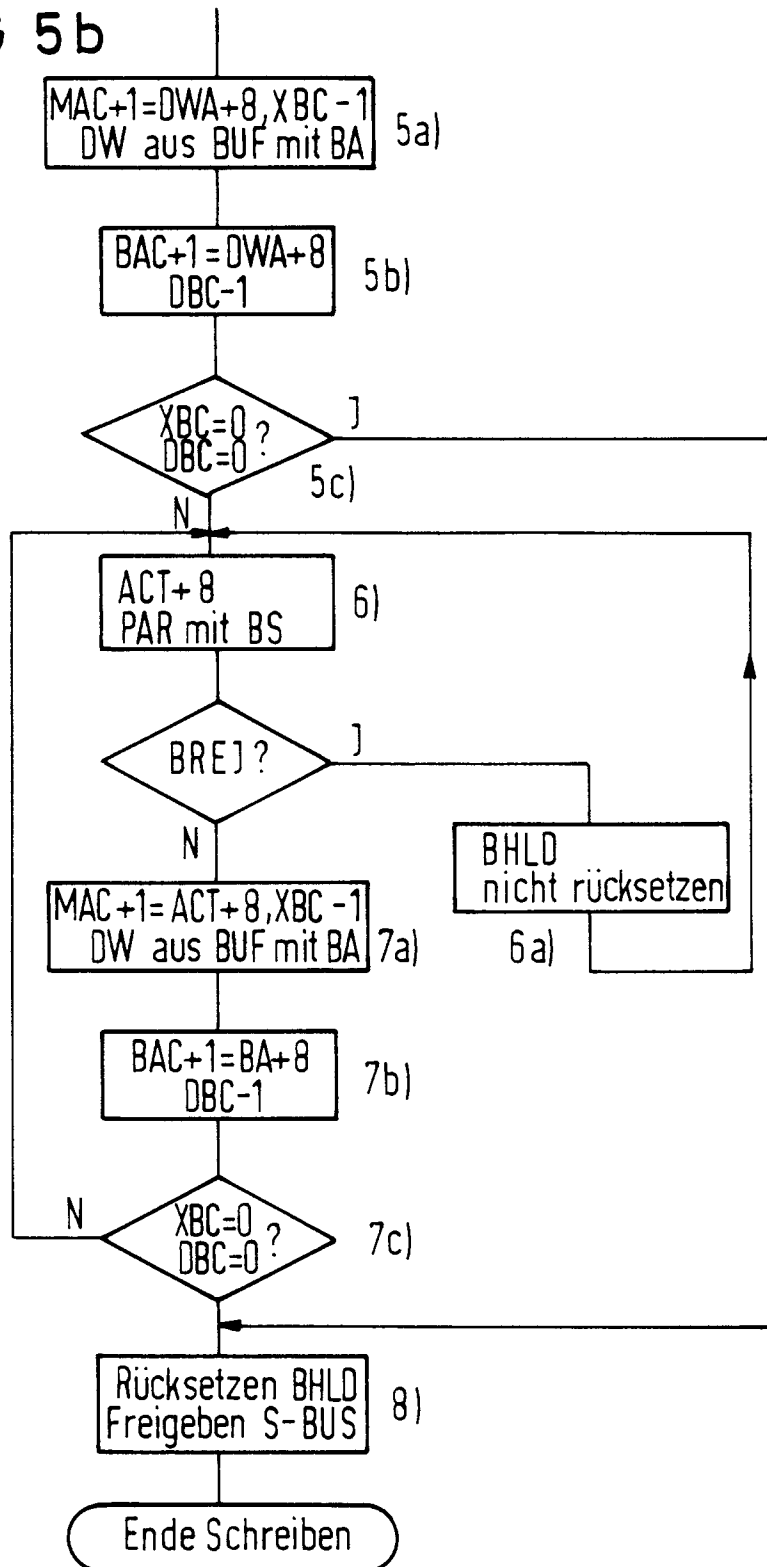 5b
MAC+1=DWA+8,XBC-1
DW aus BUF mit BA
5a)
BAC+1=DWA+8
DBC-1
5b)
XBC=0
DBC=0 ?
J
5c)
N
ACT+8
PAR mit BS
6)
BREJ?
J
N
BHLD
nicht rücksetzen
6a)
MAC+1=ACT+8,XBC-1
DW aus BUF mit BA
7a)
BAC+1=BA+8
DBC-1
7b)
N
XBC=0
DBC=0 ?
7c)
Rücksetzen BHLD
Freigeben S-BUS
8)
Ende Schreiben